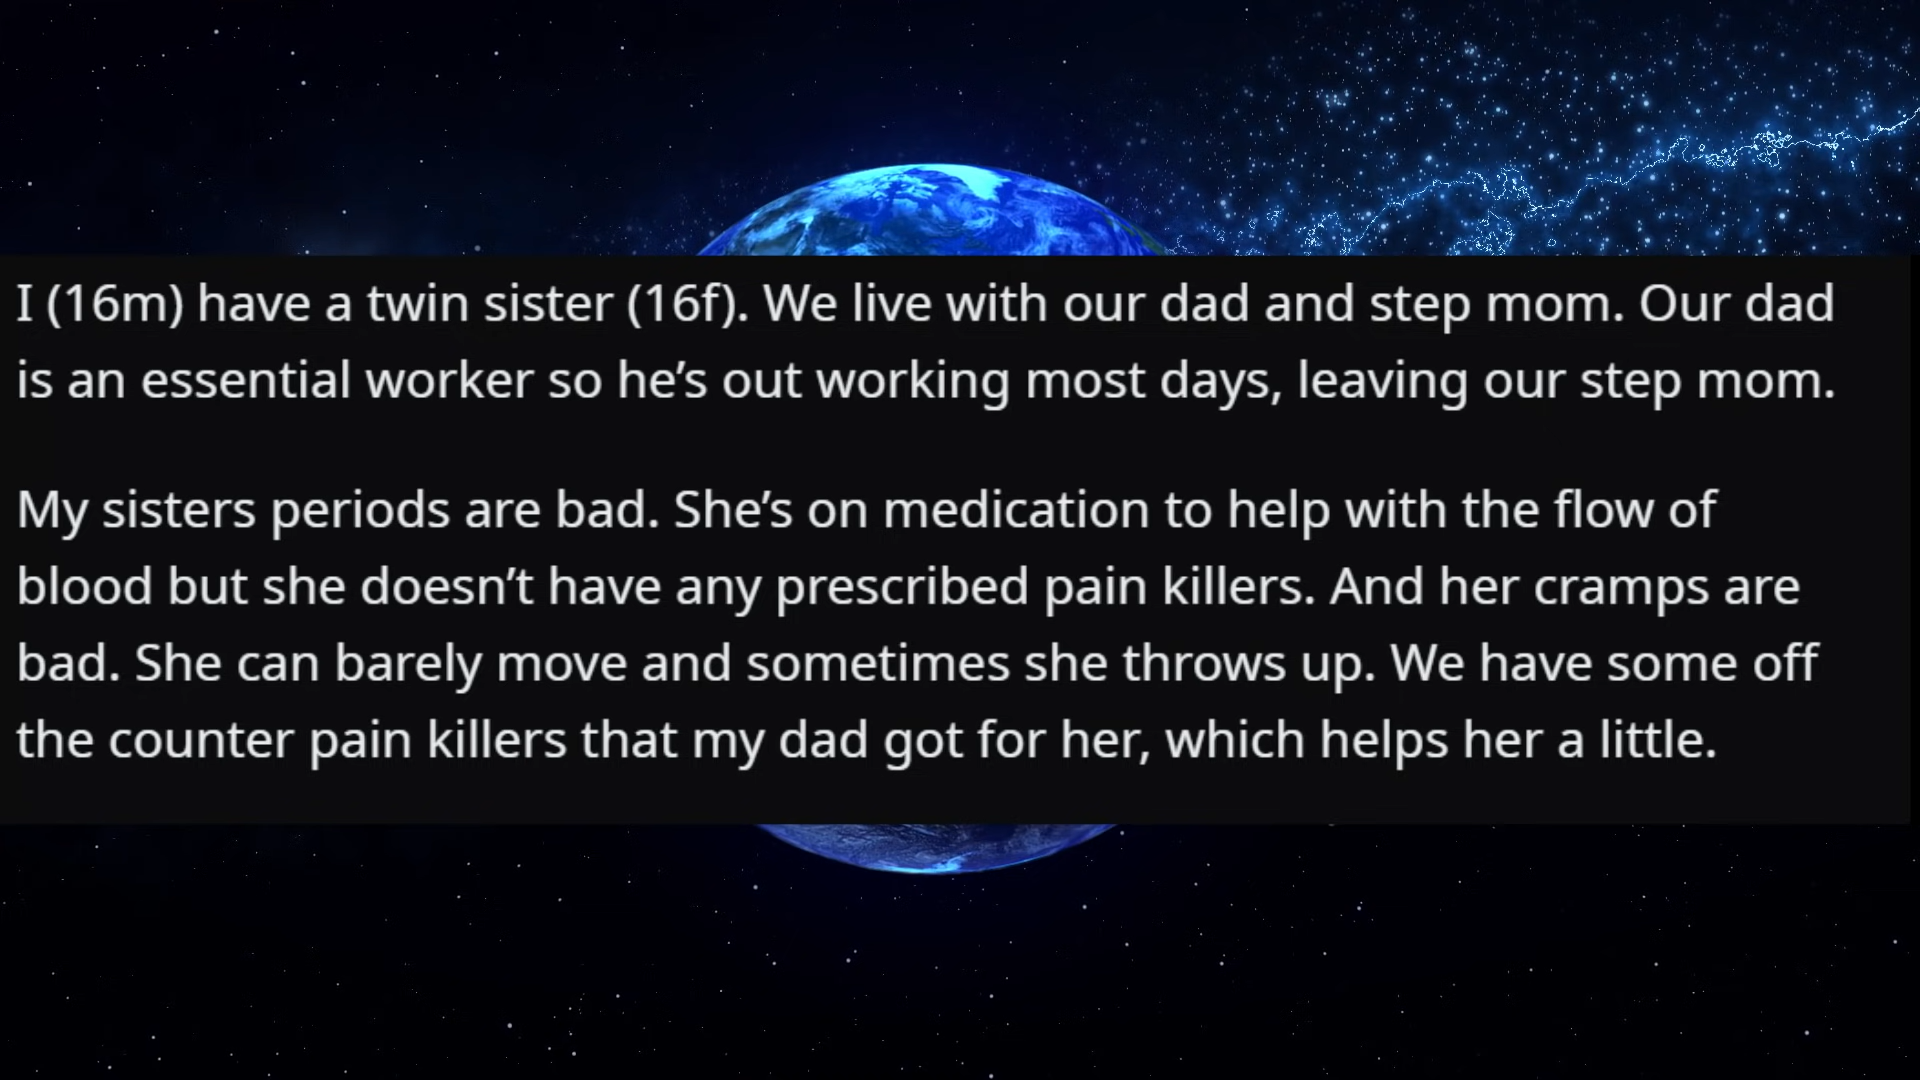 I (16m) have a twin sister (16f). We live with our dad and step mom. Our dad
is an essential worker so he’s out working most days, leaving our step mom.
My sisters periods are bad. She’s on medication to help with the flow of
blood but she doesn’t have any prescribed pain killers. And her cramps are
bad. She can barely move and sometimes she throws up. We have some off
the counter pain killers that my dad got for her, which helps her a little.